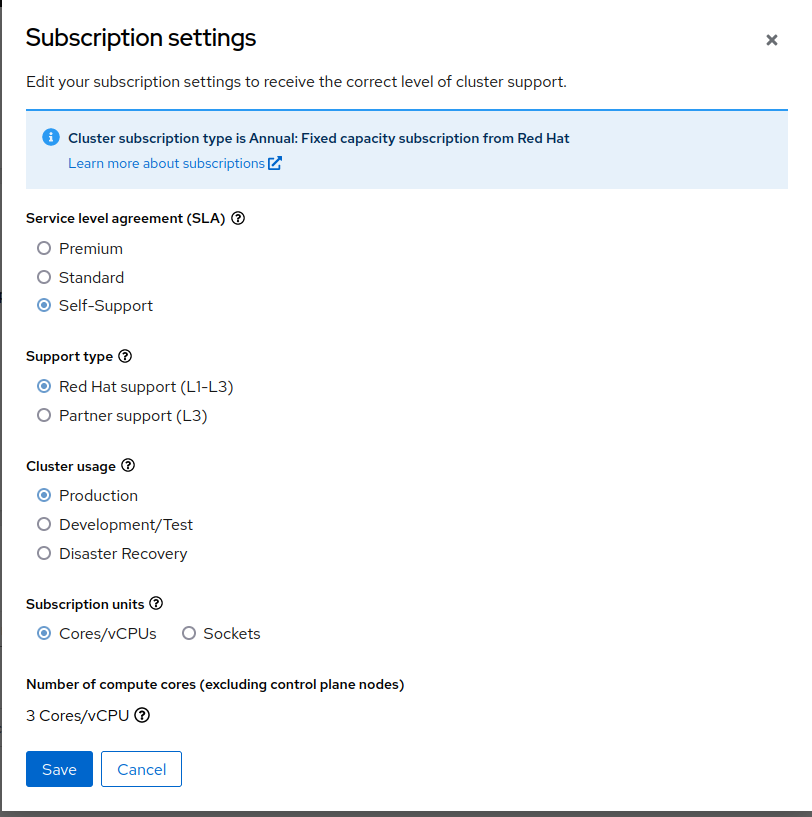 Subscription settings
Edit your subscription settings to receive the correct level of cluster support.
Cluster subscription type is Annual: Fixed capacity subscription from Red Hat
Learn more about subscriptions
Service level agreement (SLA)
Premium
Standard
Self-Support
Support type
Red Hat support (L1-L3)
Partner support (L3)
Cluster usage
Production
Development/Test
Disaster Recovery
Subscription units
Cores/vCPUs Sockets
Number of compute cores (excluding control plane nodes)
3 Cores/vCPU
Save Cancel